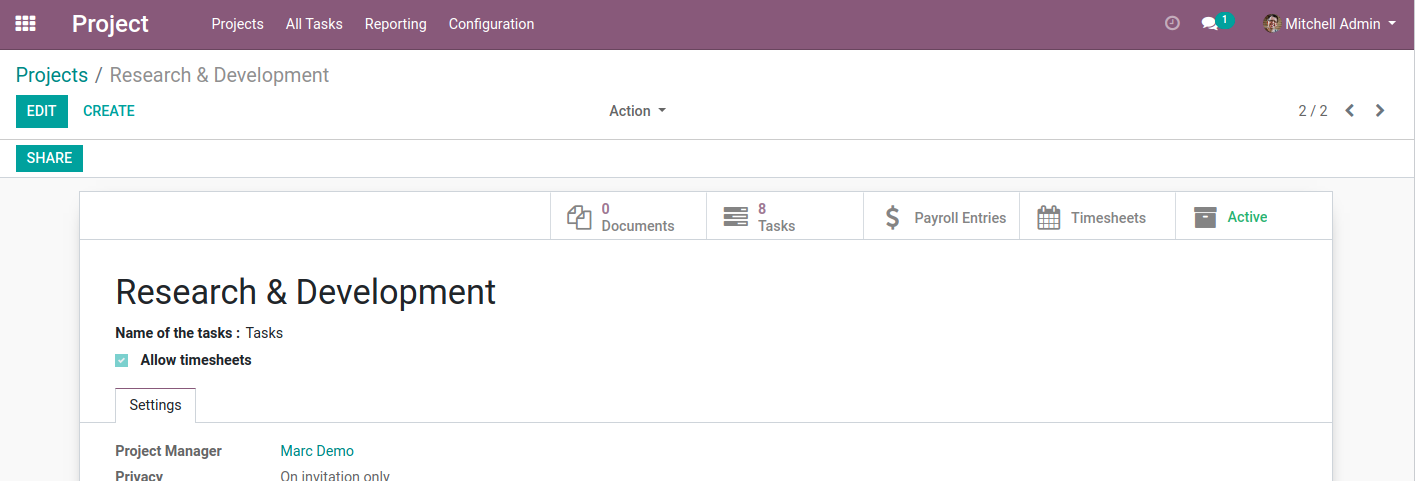 Project Projects All Tasks Reporting Configuration 1 Mitchell Admin
Projects / Research & Development
EDIT CREATE Action 2 / 2
SHARE
0 Documents 8 Tasks Payroll Entries Timesheets Active
Research & Development
Name of the tasks : Tasks
Allow timesheets
Settings
Project Manager Marc Demo
Privacy On invitation only